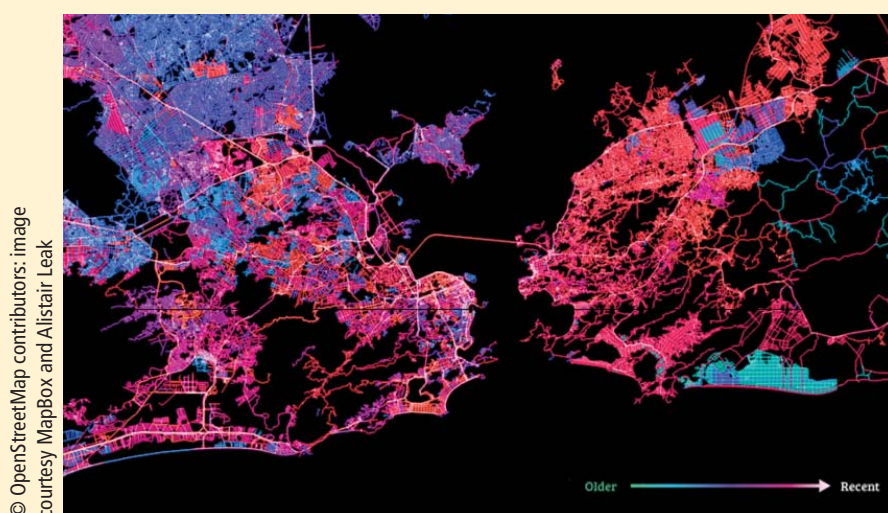 © OpenStreetMap contributors: image
courtesy MapBox and Alistair Leak
Older
Recent